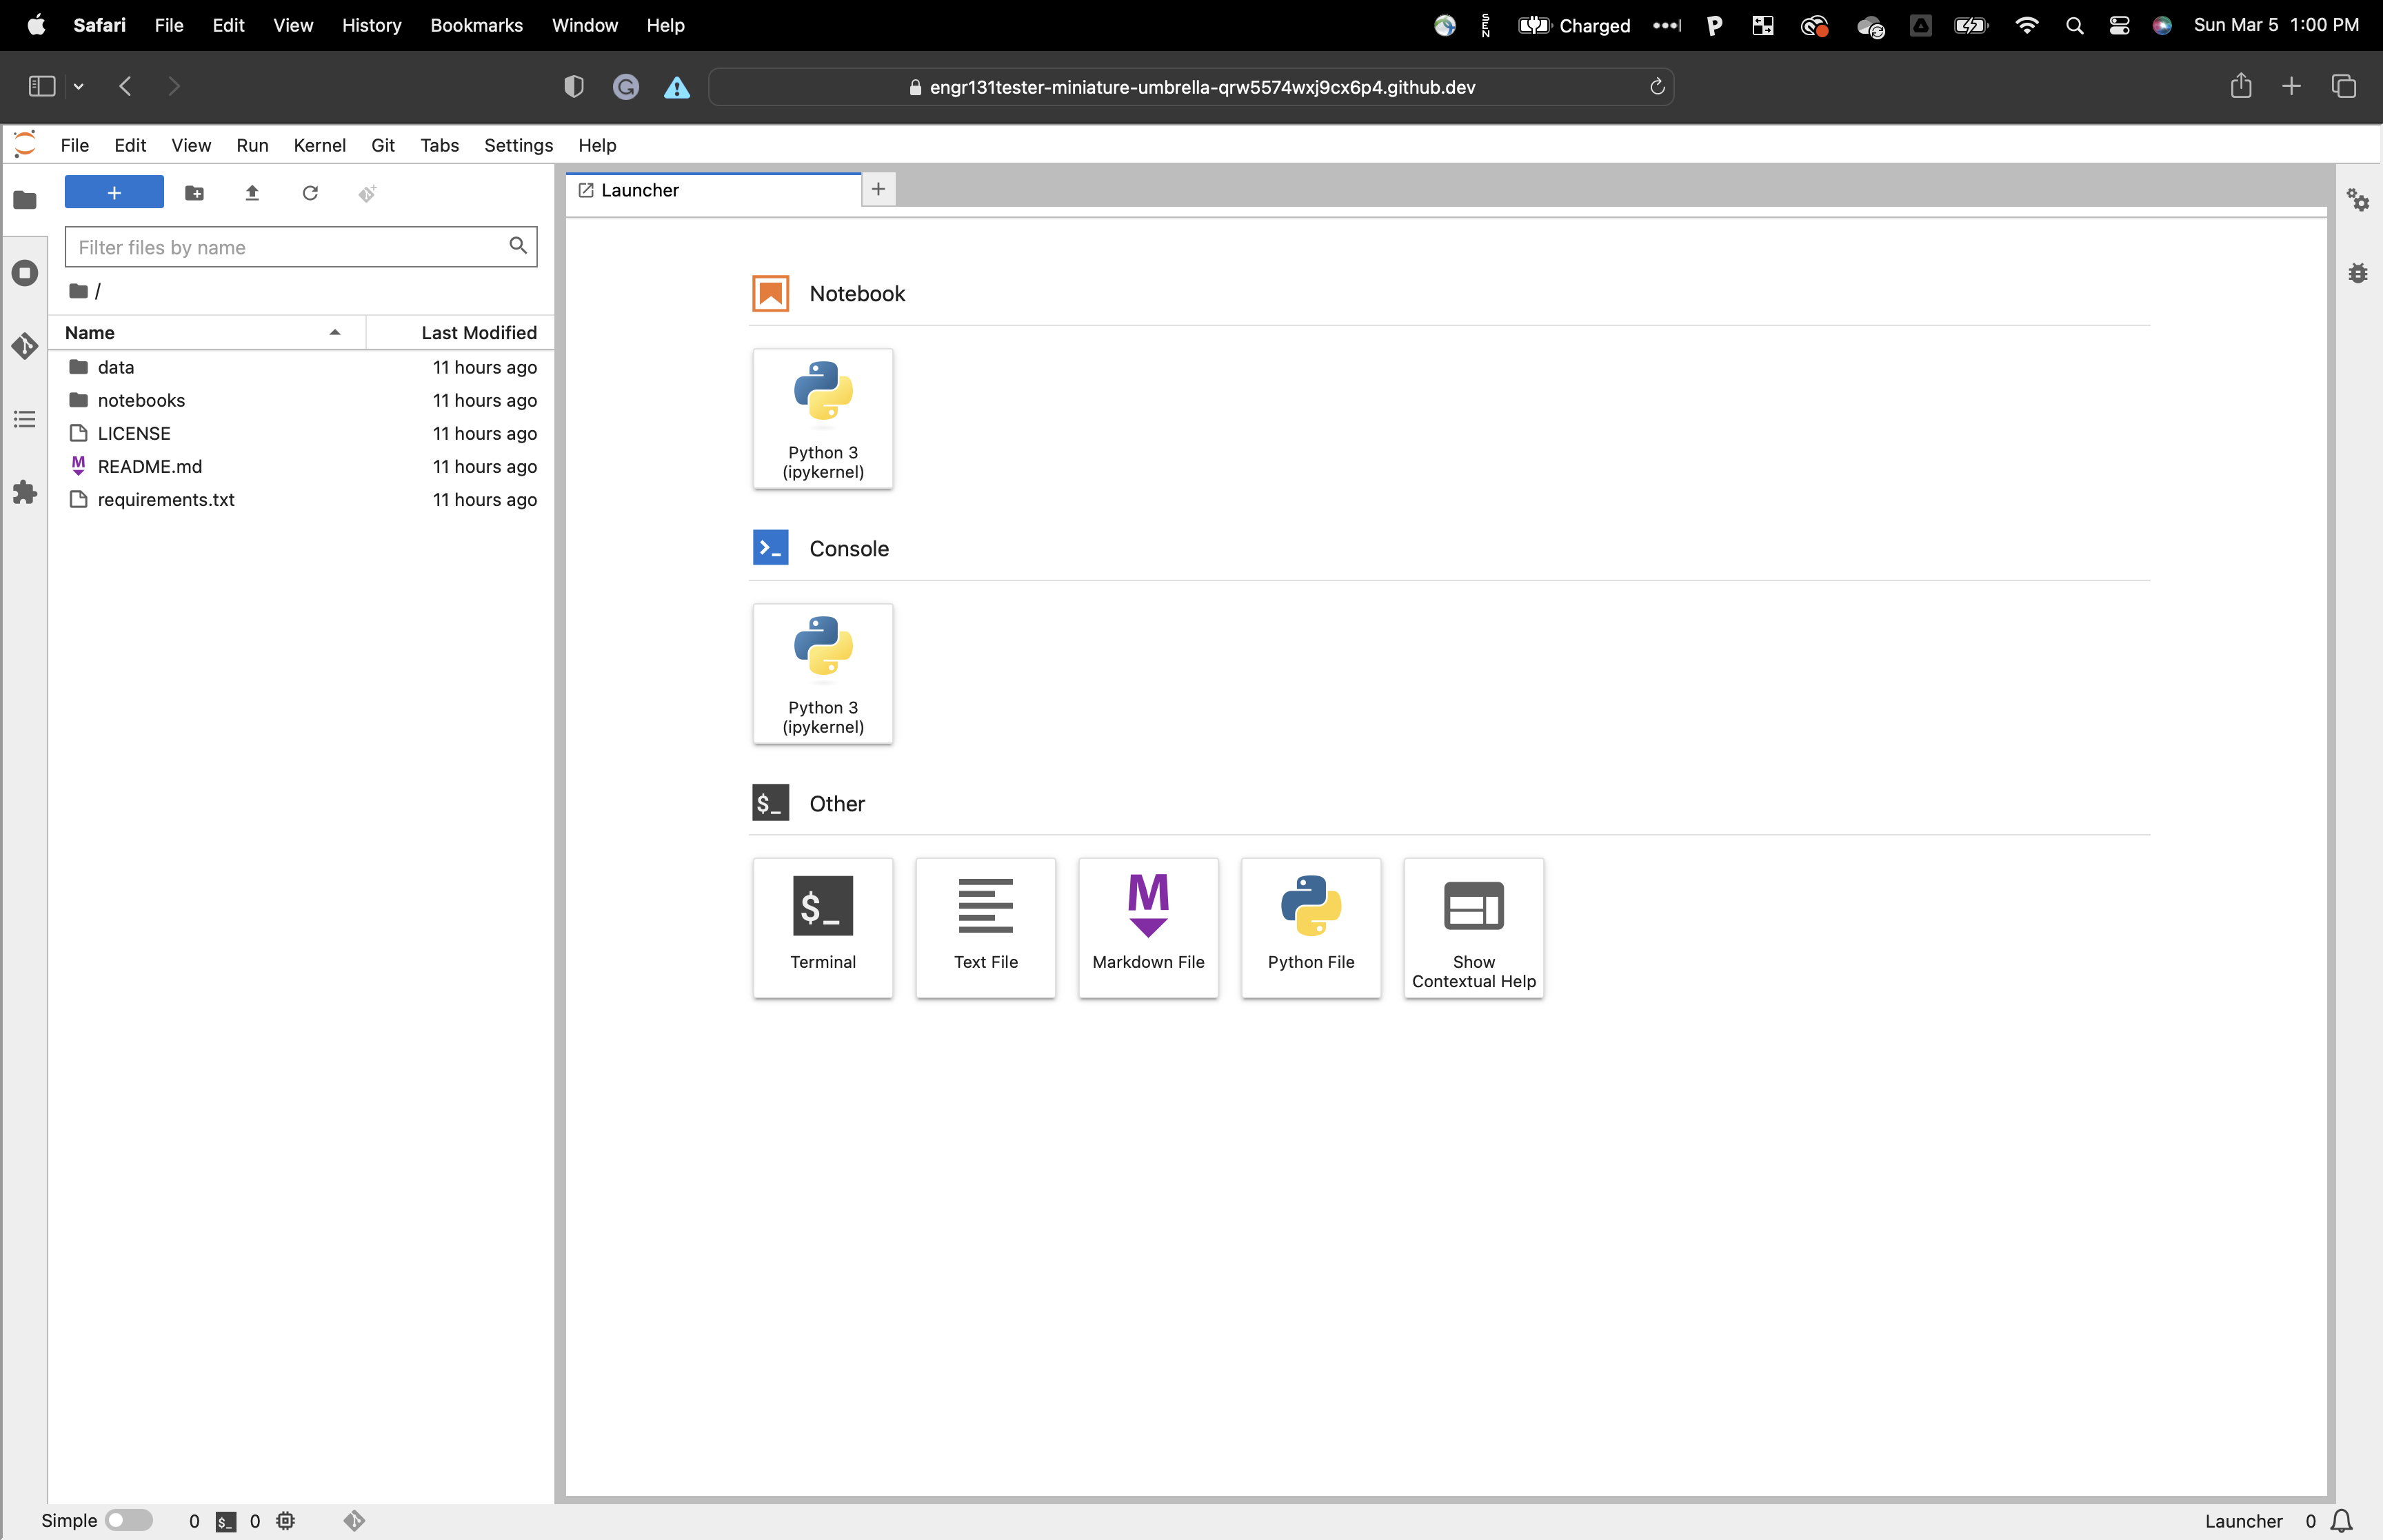 Safari File Edit View History Bookmarks Window Help
SEN Charged Sun Mar 5 1:00 PM
engr131tester-miniature-umbrella-qrw5574wxj9cx6p4.github.dev
File Edit View Run Kernel Git Tabs Settings Help
Launcher
Filter files by name
/
Name Last Modified
data 11 hours ago
notebooks 11 hours ago
LICENSE 11 hours ago
README.md 11 hours ago
requirements.txt 11 hours ago
Notebook
Python 3
(ipykernel)
Console
Python 3
(ipykernel)
$_ Other
$_
M
Terminal
Text File
Markdown File
Python File
Show
Contextual Help
Simple 0 $_ 0
Launcher 0